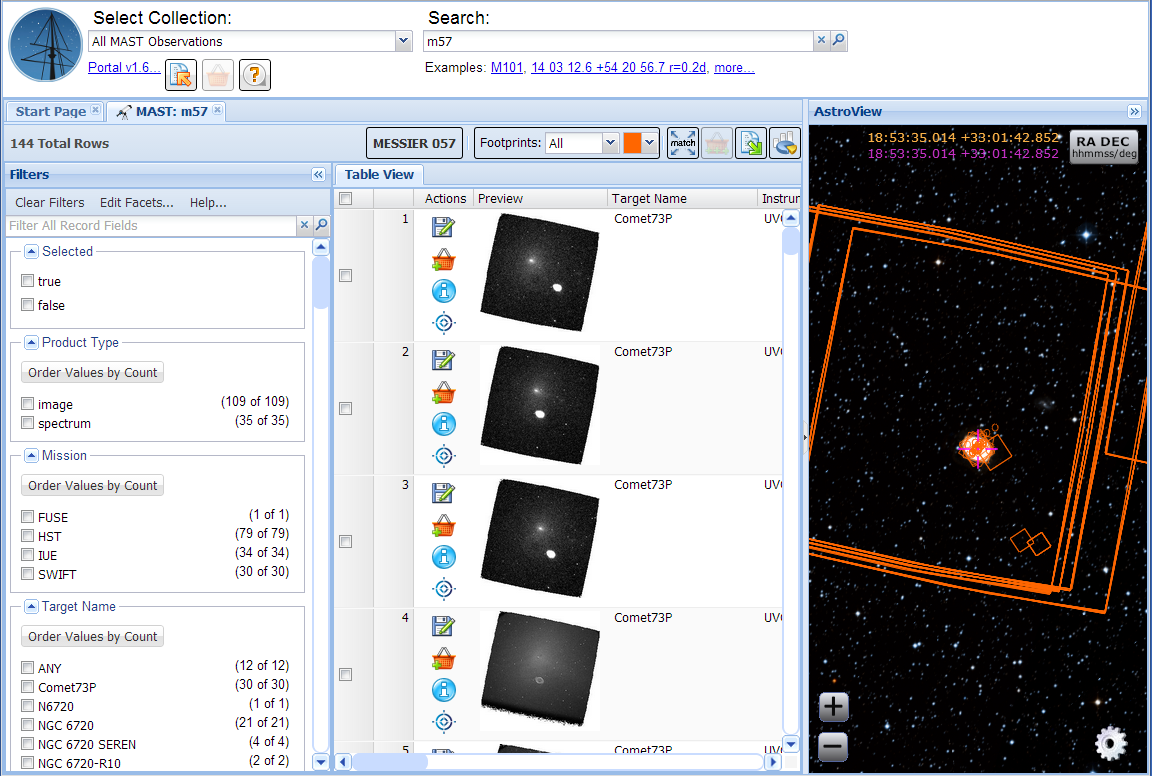 Select Collection:
Search:
All MAST Observations
m57
Portal v1.6...
Examples: M101, 14 03 12.6 +54 20 56.7 r=0.2d, more...
Start Page
MAST: m57
AstroView
144 Total Rows
MESSIER 057
Footprints: All
match
18:53:35.014 +33:01:42.852
18:53:35.014 +33:01:42.852
RA DEC
hhmmss/deg
Filters
Table View
Clear Filters Edit Facets... Help...
Filter All Record Fields
Actions Preview Target Name Instrur
Selected
true
false
Product Type
Order Values by Count
image (109 of 109)
spectrum (35 of 35)
Mission
Order Values by Count
FUSE (1 of 1)
HST (79 of 79)
IUE (34 of 34)
SWIFT (30 of 30)
Target Name
Order Values by Count
ANY (12 of 12)
Comet73P (30 of 30)
N6720 (1 of 1)
NGC 6720 (21 of 21)
NGC 6720 SEREN (4 of 4)
NGC 6720-R10 (2 of 2)
1 Comet73P
2 Comet73P
3 Comet73P
4 Comet73P
5 Comet73P